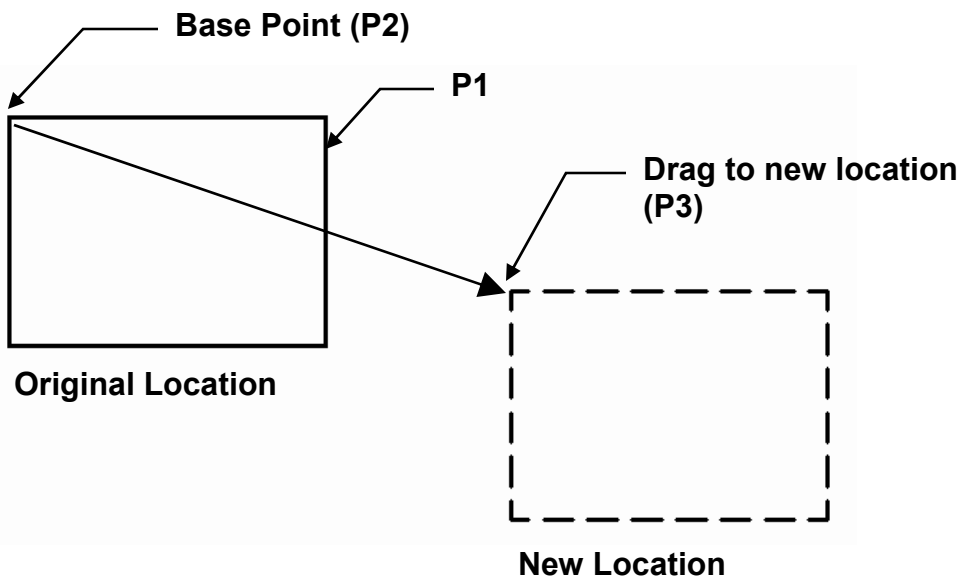 Base Point (P2)
P1
Drag to new location
(P3)
Original Location
New Location